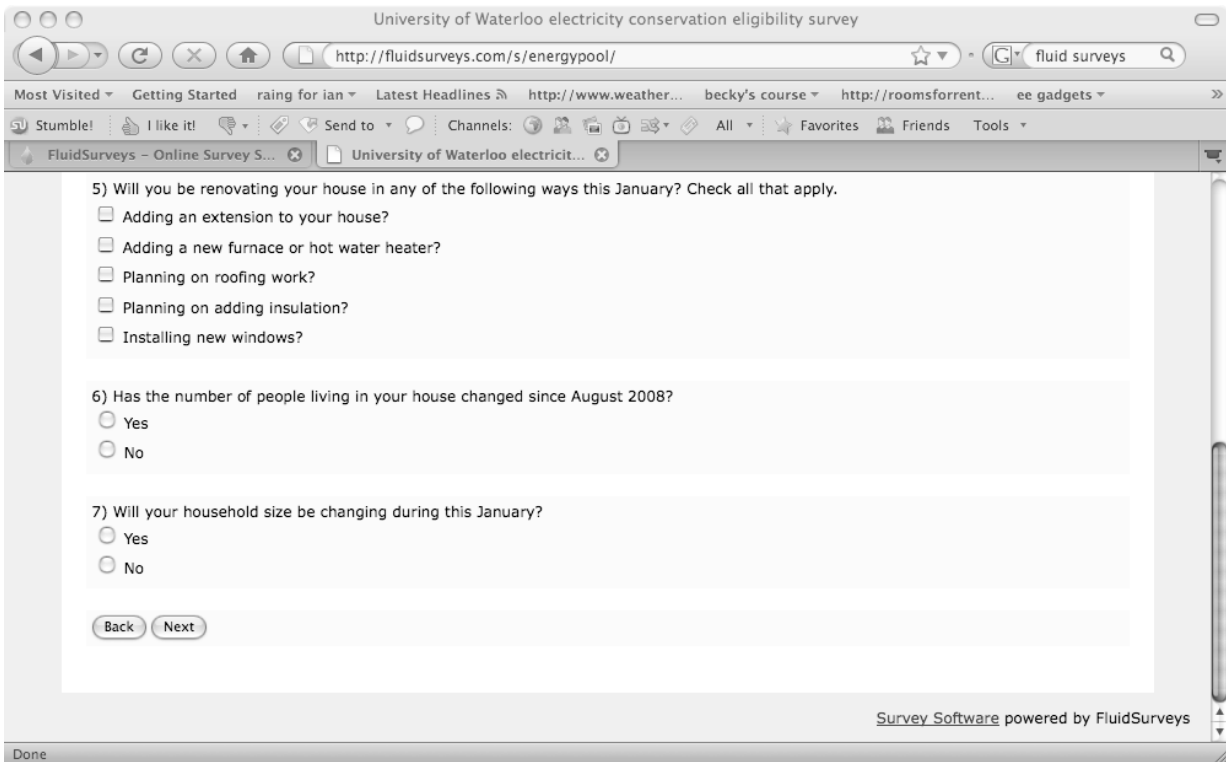 University of Waterloo electricity conservation eligibility survey
http://fluidsurveys.com/s/energypool/ G fluid surveys
Most Visited Getting Started raing for ian Latest Headlines http://www.weather... becky's course http://roomsforrent... ee gadgets »
SU Stumble! I like it! Send to Channels: All Favorites Friends Tools
FluidSurveys – Online Survey S... University of Waterloo electricit...
5) Will you be renovating your house in any of the following ways this January? Check all that apply.
Adding an extension to your house?
Adding a new furnace or hot water heater?
Planning on roofing work?
Planning on adding insulation?
Installing new windows?
6) Has the number of people living in your house changed since August 2008?
Yes
No
7) Will your household size be changing during this January?
Yes
No
Back Next
Survey Software powered by FluidSurveys
Done